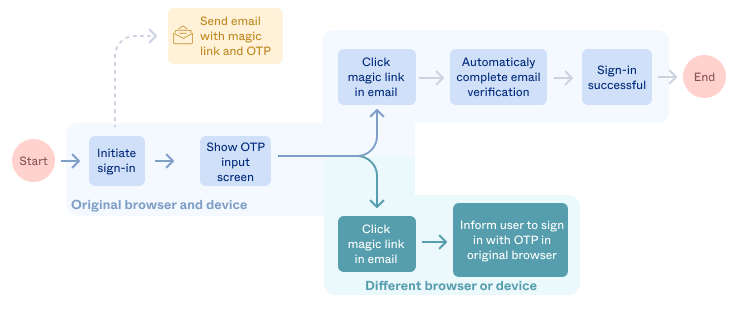 Send email
with magic
link and OTP
Click
magic link
in email
Automaticaly
complete email
verification
Sign-in
successful
End
Start
Initiate
sign-in
Show OTP
input
screen
Original browser and device
Click
magic link
in email
Inform user to sign
in with OTP in
original browser
Different browser or device